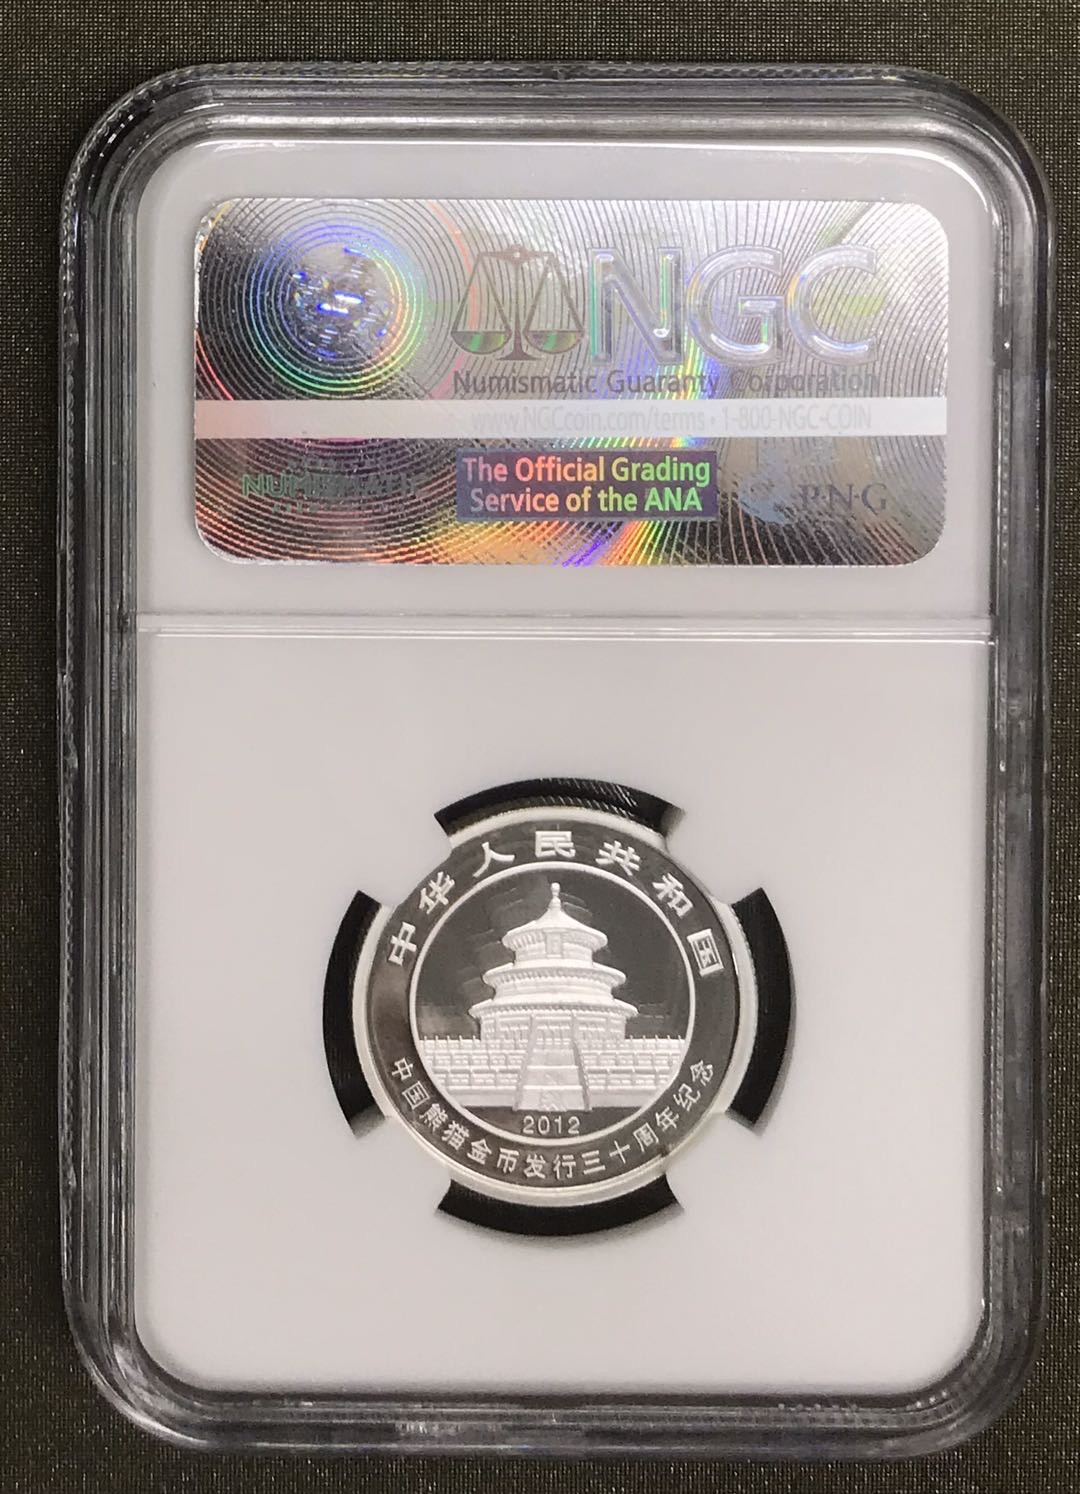 NGC
Numismatic Guaranty Corporation
www.NGCcoin.com/terms • 1-800-NGC-COIN
The Official Grading
Service of the ANA
P·N·G
中华人民共和国
2012
中国熊猫金币发行三十周年纪念